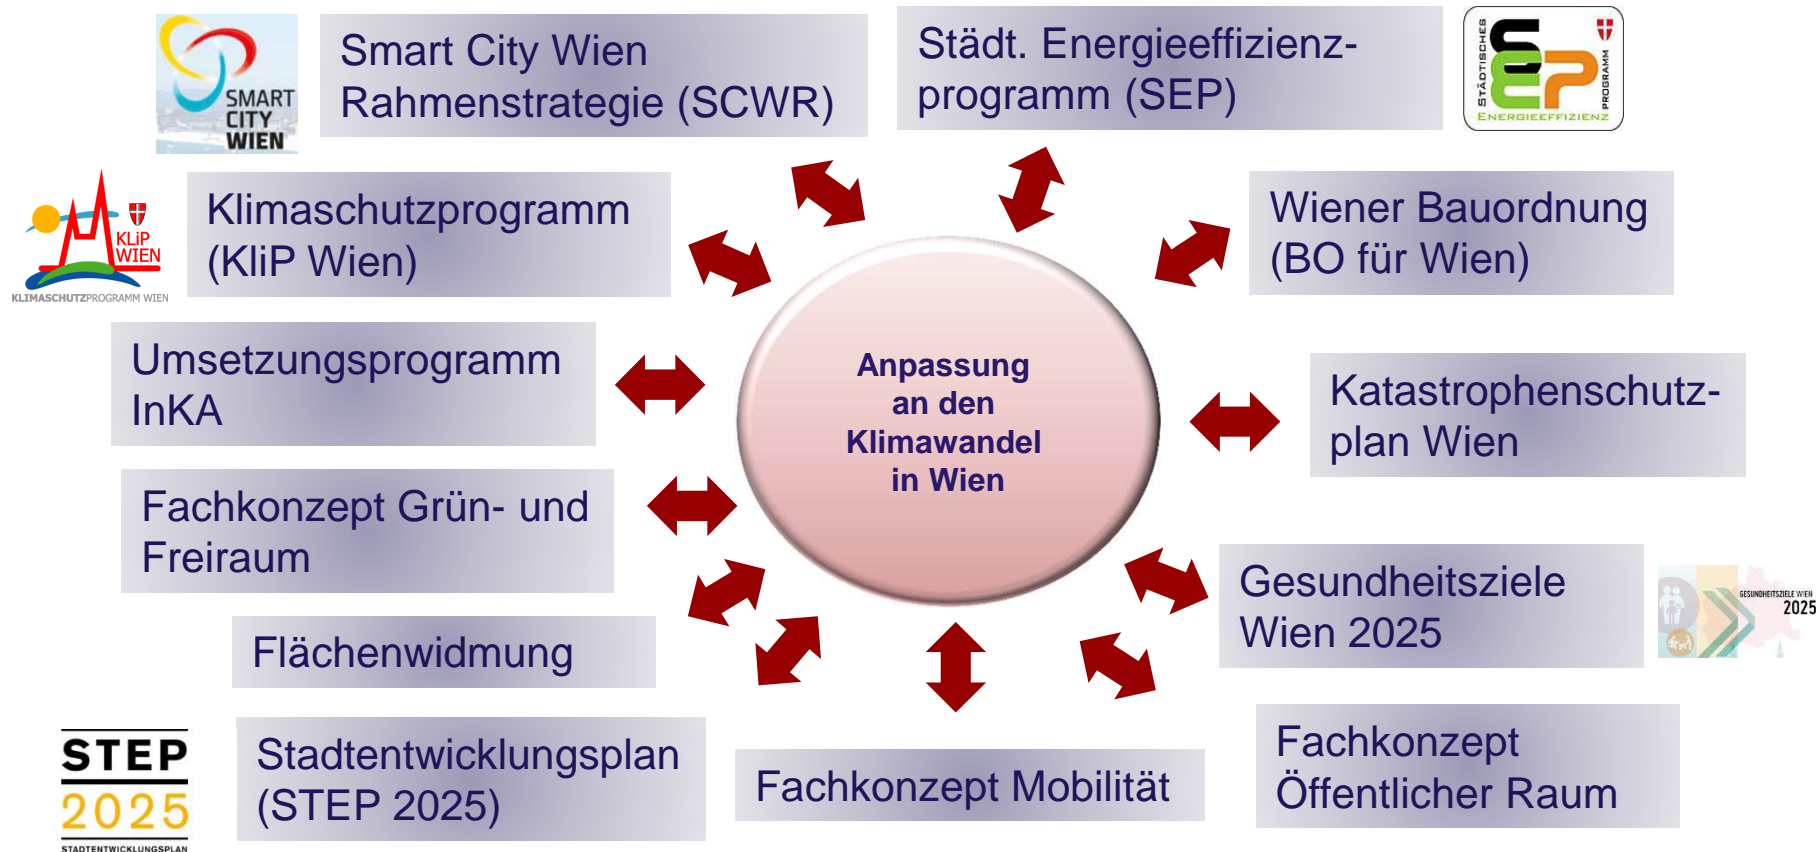 SMART
CITY
WIEN
Smart City Wien
Rahmenstrategie (SCWR)
Städt. Energieeffizienz-
programm (SEP)
STÄDTISCHES
SEP
PROGRAMM
ENERGIEEFFIZIENZ
KLiP
WIEN
KLIMASCHUTZPROGRAMM WIEN
Klimaschutzprogramm
(KliP Wien)
Wiener Bauordnung
(BO für Wien)
Umsetzungsprogramm
InKA
Anpassung
an den
Klimawandel
in Wien
Katastrophenschutz-
plan Wien
Fachkonzept Grün- und
Freiraum
Gesundheitsziele
Wien 2025
GESUNDHEITSZIELE WIEN
2025
Flächenwidmung
STEP
2025
STADTENTWICKLUNGSPLAN
Stadtentwicklungsplan
(STEP 2025)
Fachkonzept Mobilität
Fachkonzept
Öffentlicher Raum